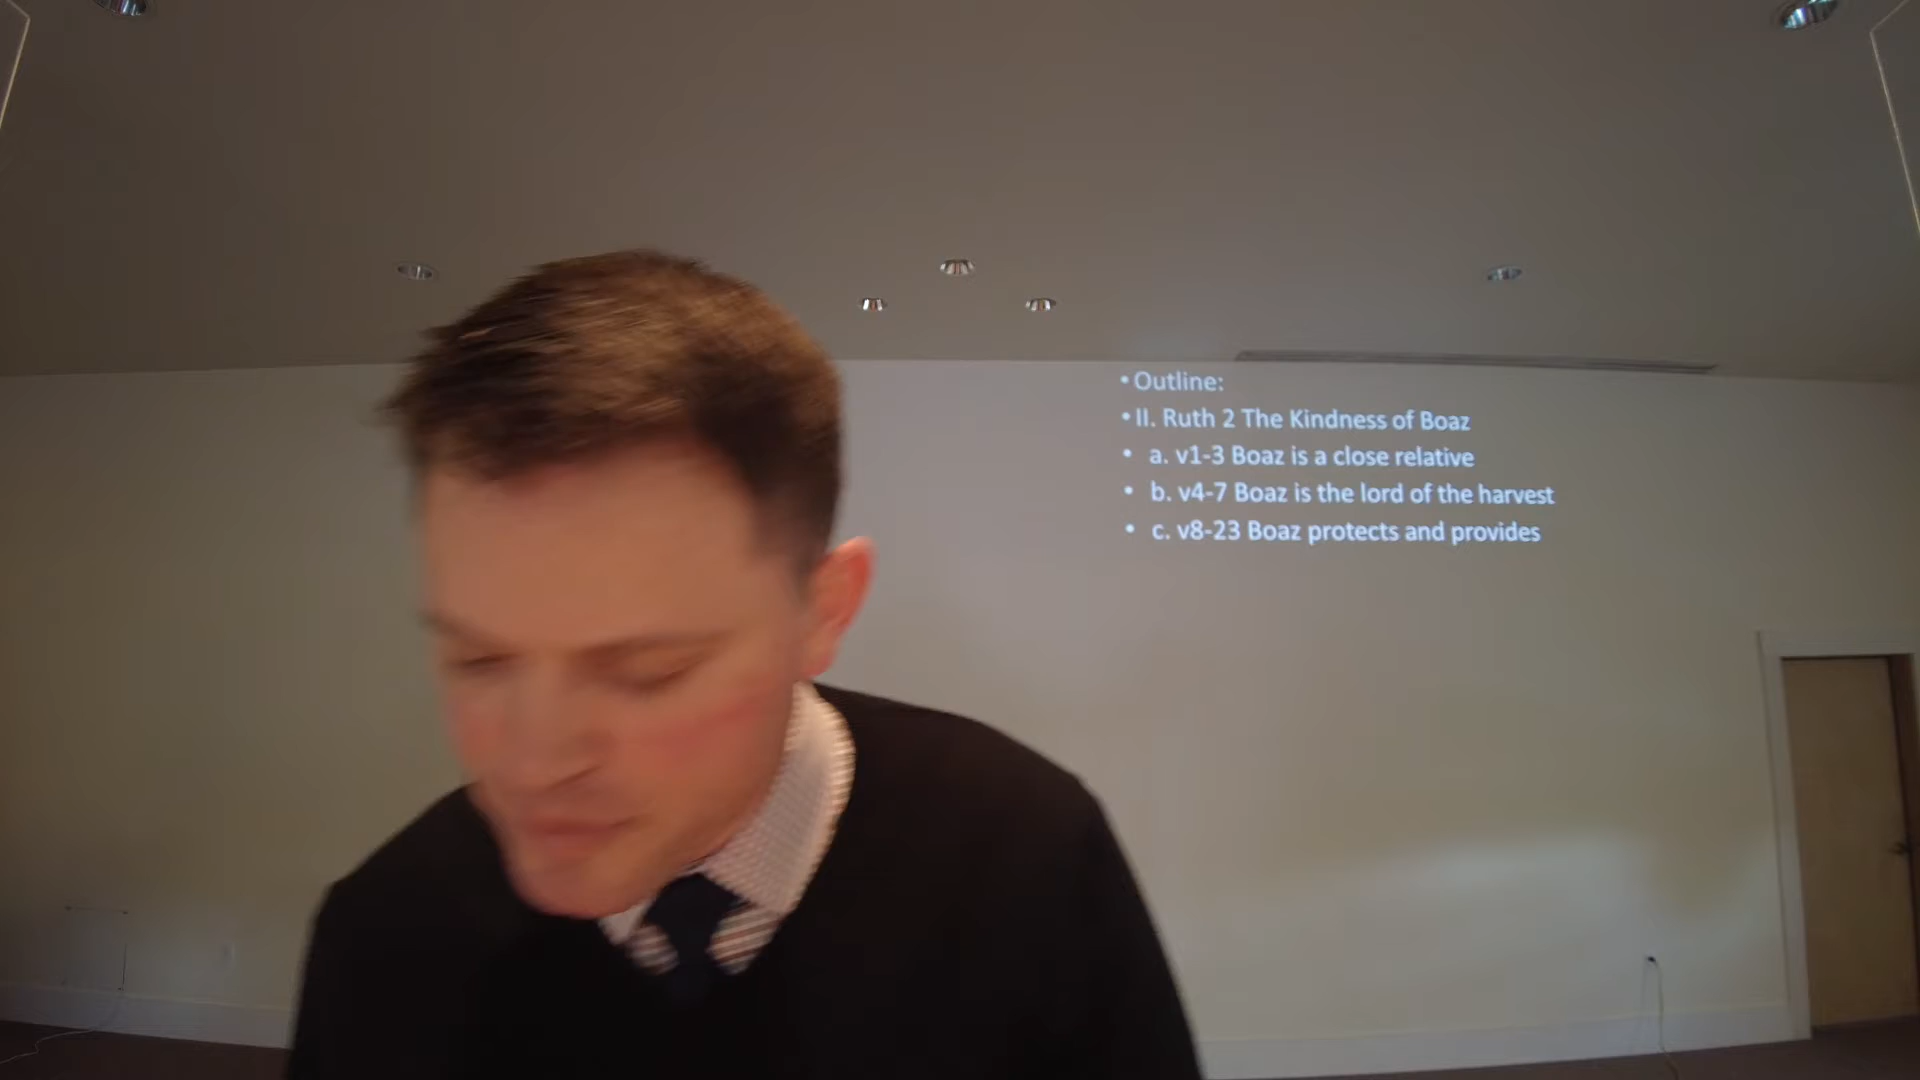 • Outline:
• II. Ruth 2 The Kindness of Boaz
• a. v1-3 Boaz is a close relative
• b. v4-7 Boaz is the lord of the harvest
• c. v8-23 Boaz protects and provides